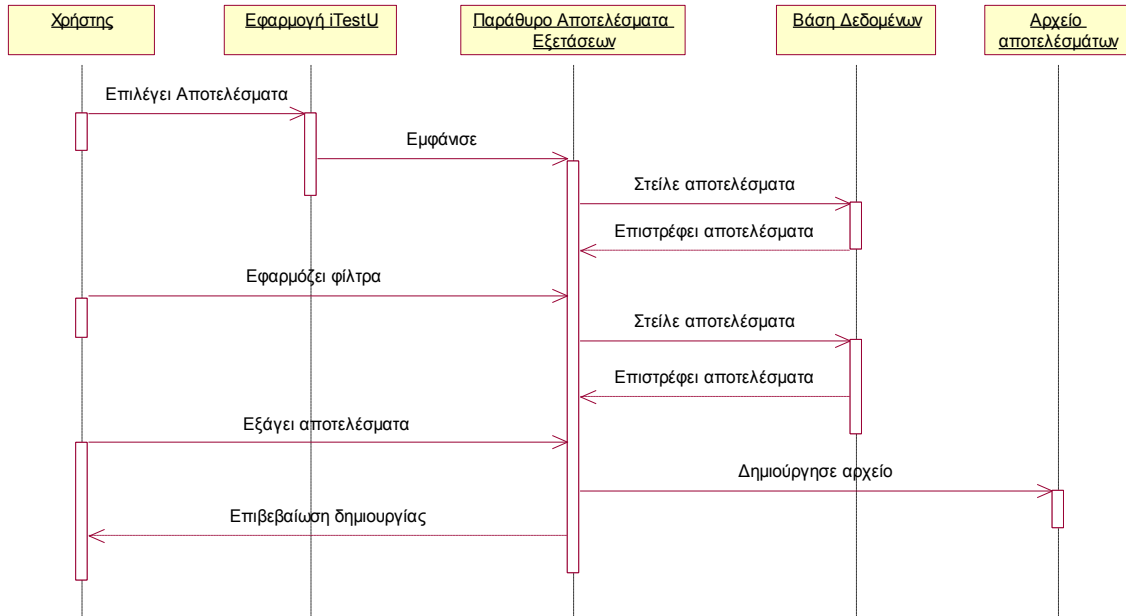 Χρήστης
Εφαρμογή iTestU
Παράθυρο Αποτελέσματα
Εξετάσεων
Βάση Δεδομένων
Αρχείο
αποτελέσμάτων
Επιλέγει Αποτελέσματα
Εμφάνισε
Στείλε αποτελέσματα
Επιστρέφει αποτελέσματα
Εφαρμόζει φίλτρα
Στείλε αποτελέσματα
Επιστρέφει αποτελέσματα
Εξάγει αποτελέσματα
Δημιούργησε αρχείο
Επιβεβαίωση δημιουργίας